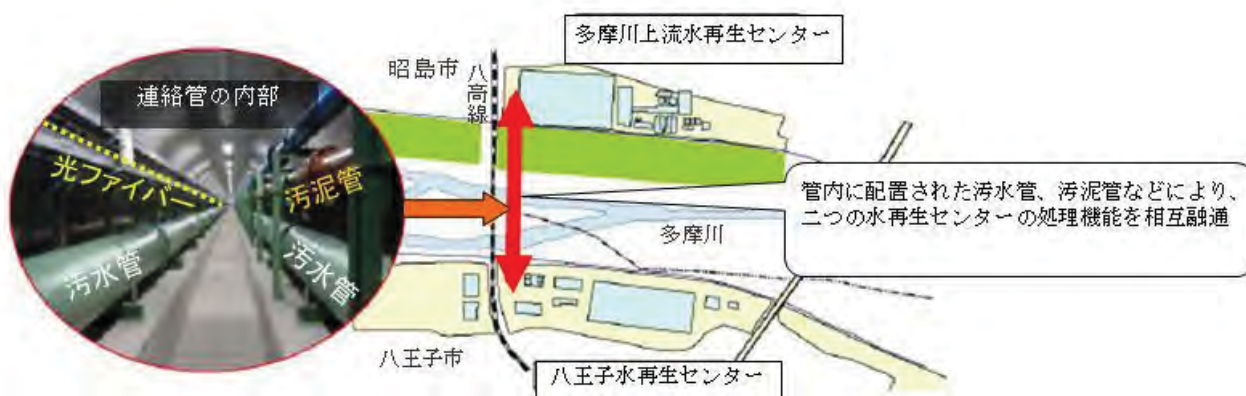 多摩川上流水再生センター
昭島市
八高線
連絡管の内部
光ファイバー
汚泥管
汚水管
汚水管
管内に配置された汚水管、汚泥管などにより、
二つの水再生センターの処理機能を相互融通
多摩川
八王子市
八王子水再生センター